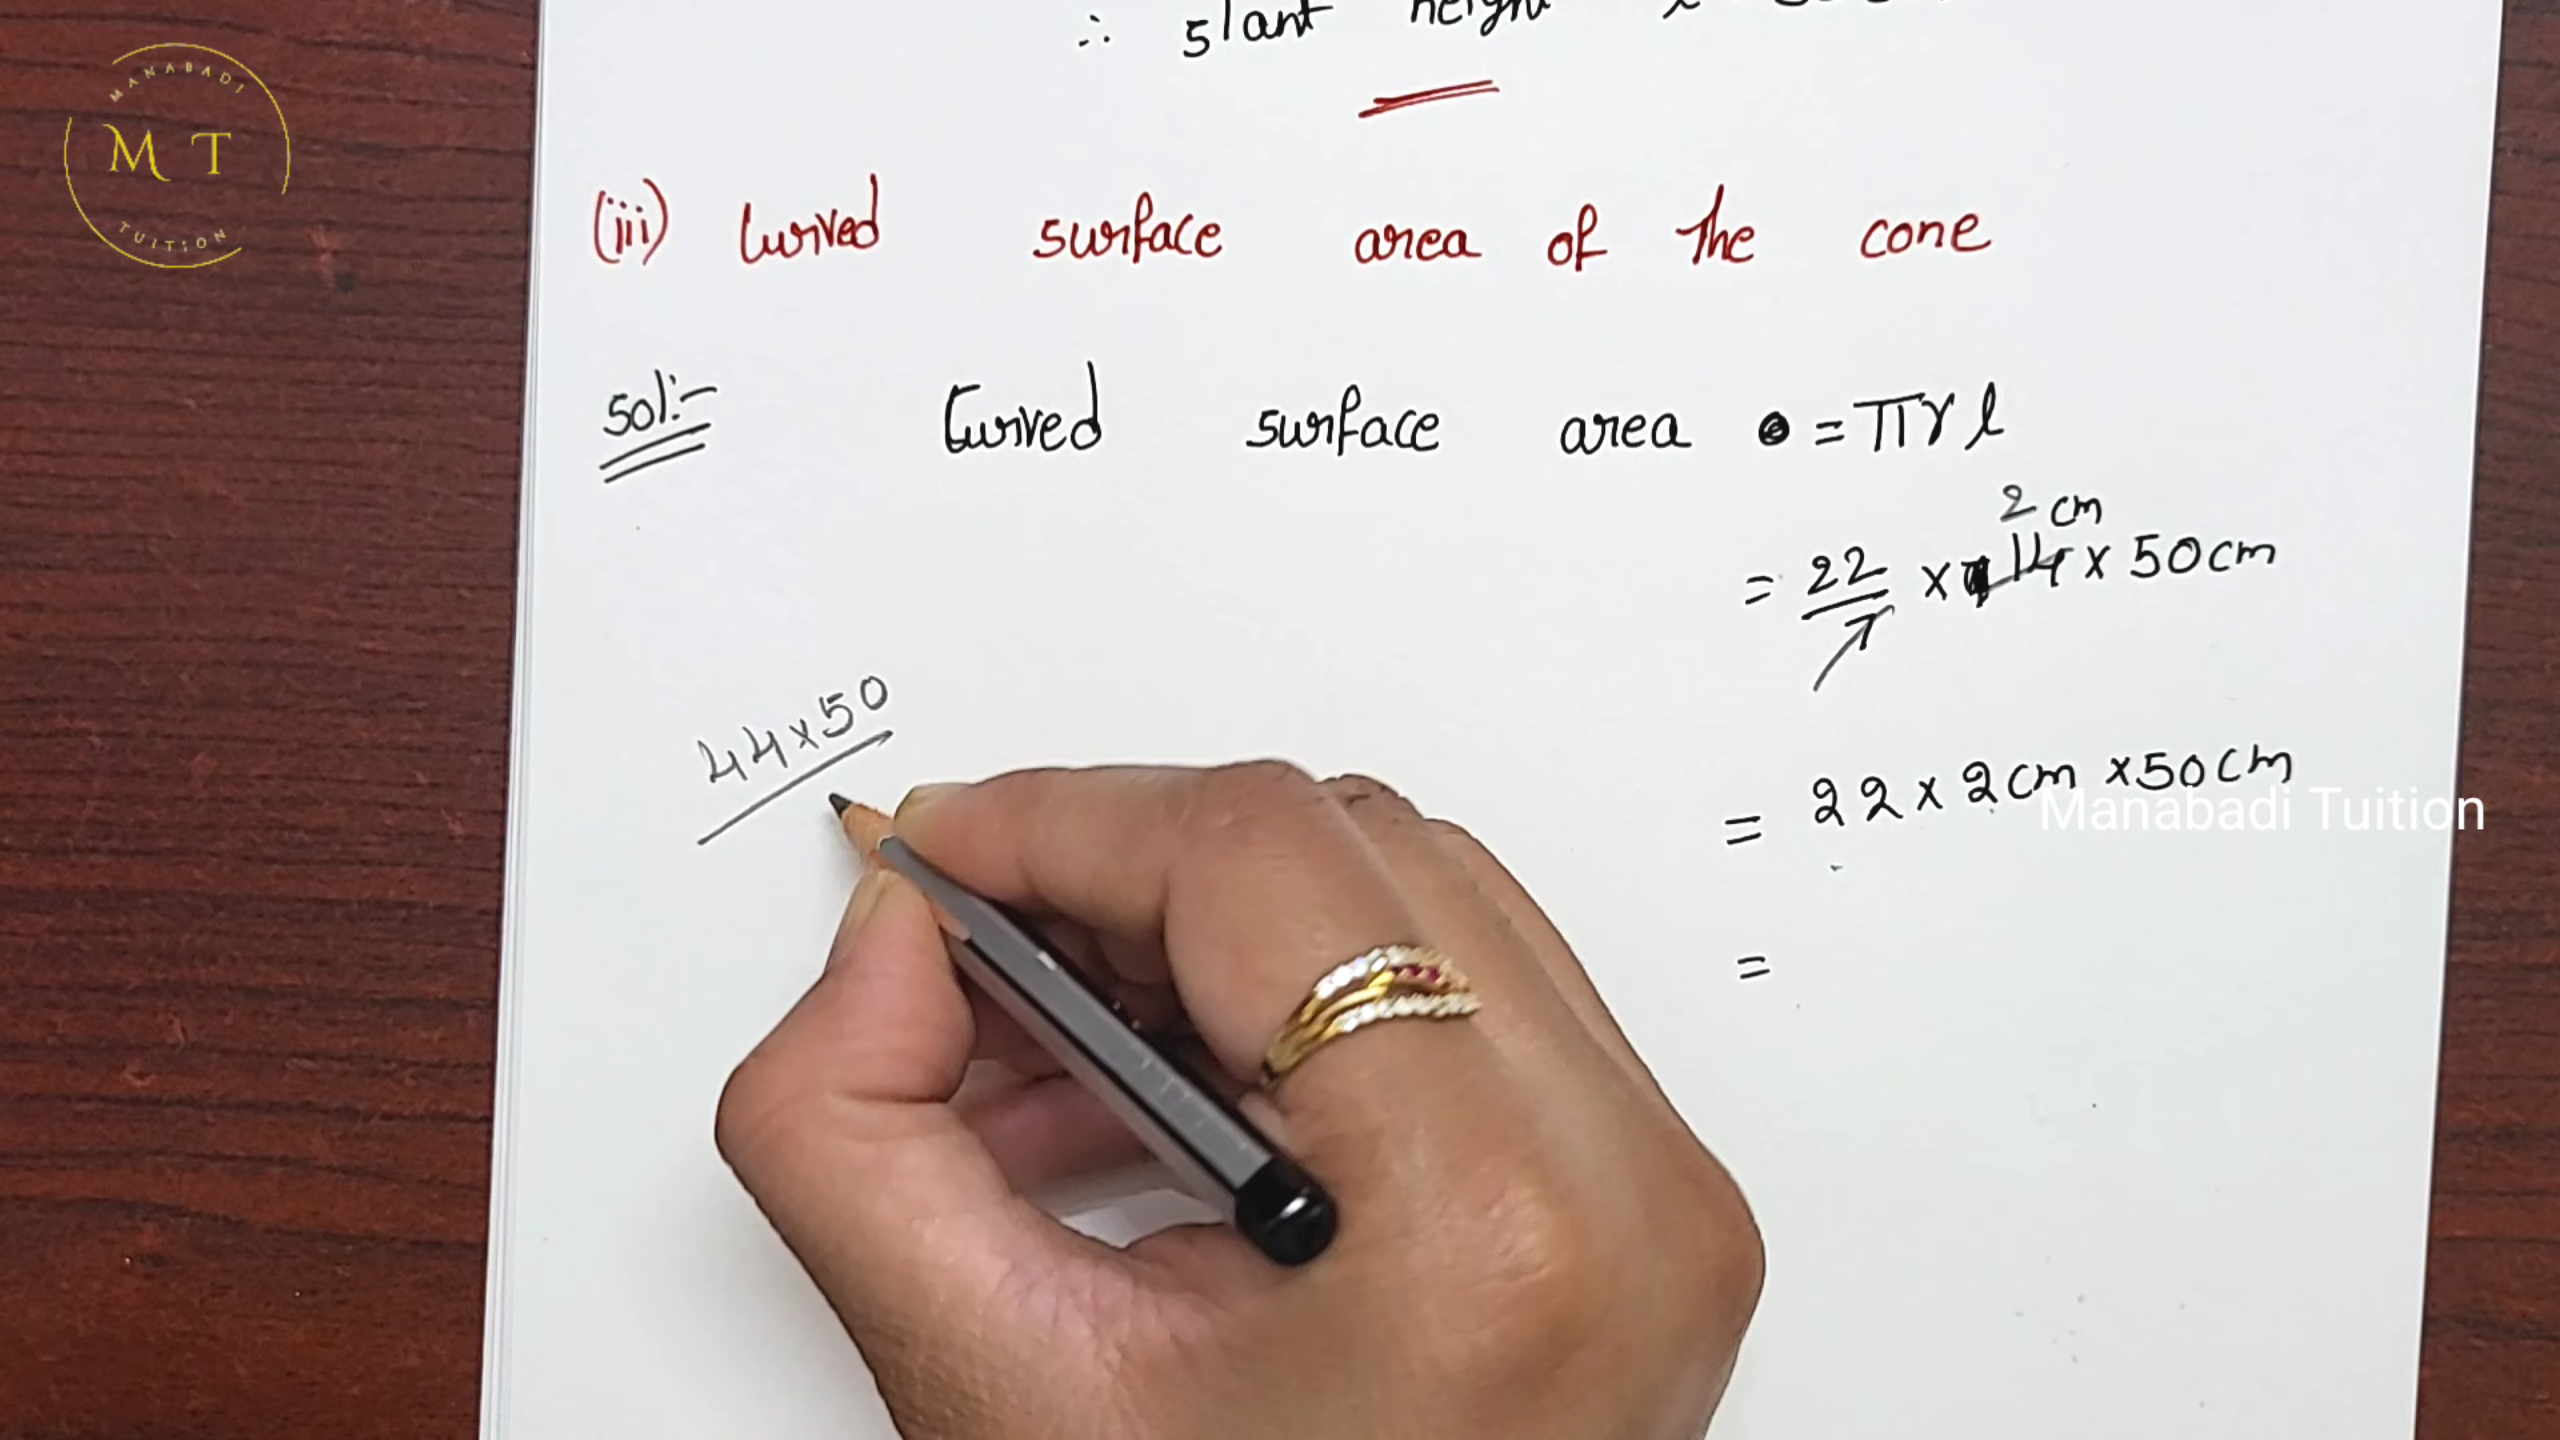 MANABADI
M T
TUITION
∴ slant height
(iii) Curved surface area of the cone
Sol:- Curved surface area = πrl
2 cm
= 22/7 × 14 × 50cm
44×50
= 22 × 2cm × 50cm
Manabadi Tuition
=